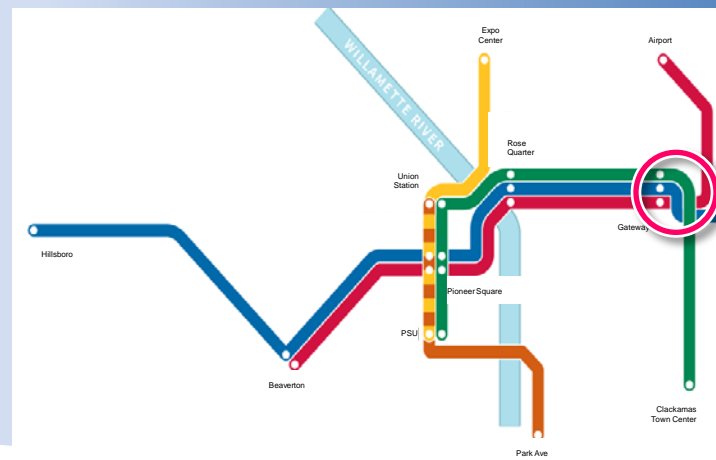 Expo
Center
Airport
WILLAMETTE RIVER
Rose
Quarter
Union
Station
Gateway
Hillsboro
Pioneer Square
PSU
Beaverton
Clackamas
Town Center
Park Ave